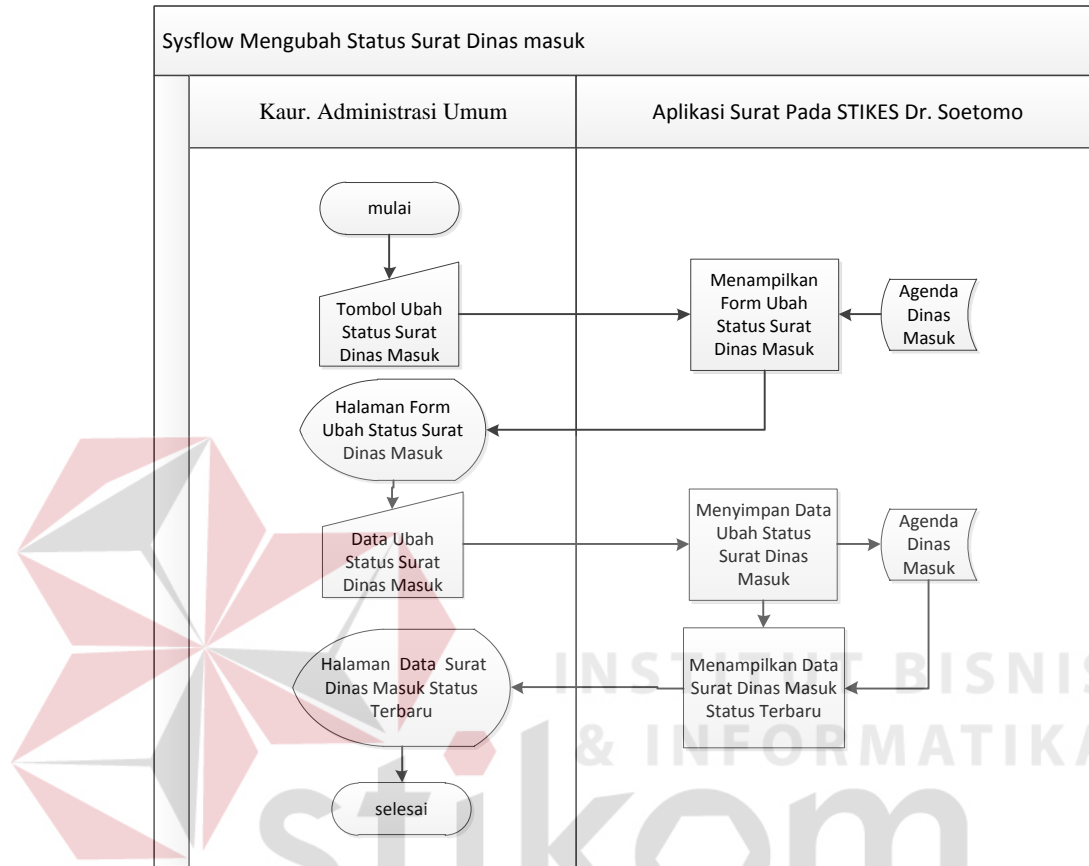 Sysflow Mengubah Status Surat Dinas masuk
Kaur. Administrasi Umum
Aplikasi Surat Pada STIKES Dr. Soetomo
mulai
Tombol Ubah
Status Surat
Dinas Masuk
Menampilkan
Form Ubah
Status Surat
Dinas Masuk
Agenda
Dinas
Masuk
Halaman Form
Ubah Status Surat
Dinas Masuk
Data Ubah
Status Surat
Dinas Masuk
Menyimpan Data
Ubah Status
Surat Dinas
Masuk
Agenda
Dinas
Masuk
Halaman Data Surat
Dinas Masuk Status
Terbaru
Menampilkan Data
Surat Dinas Masuk
Status Terbaru
selesai
INSTITUT BISNIS
& INFORMATIKA
stikom